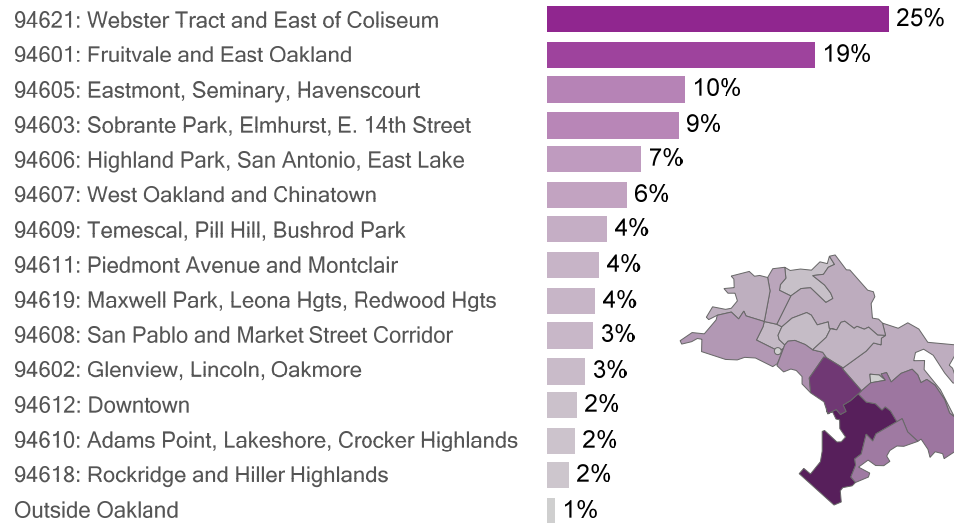 94621: Webster Tract and East of Coliseum 25%
94601: Fruitvale and East Oakland 19%
94605: Eastmont, Seminary, Havenscourt 10%
94603: Sobrante Park, Elmhurst, E. 14th Street 9%
94606: Highland Park, San Antonio, East Lake 7%
94607: West Oakland and Chinatown 6%
94609: Temescal, Pill Hill, Bushrod Park 4%
94611: Piedmont Avenue and Montclair 4%
94619: Maxwell Park, Leona Hgts, Redwood Hgts 4%
94608: San Pablo and Market Street Corridor 3%
94602: Glenview, Lincoln, Oakmore 3%
94612: Downtown 2%
94610: Adams Point, Lakeshore, Crocker Highlands 2%
94618: Rockridge and Hiller Highlands 2%
Outside Oakland 1%